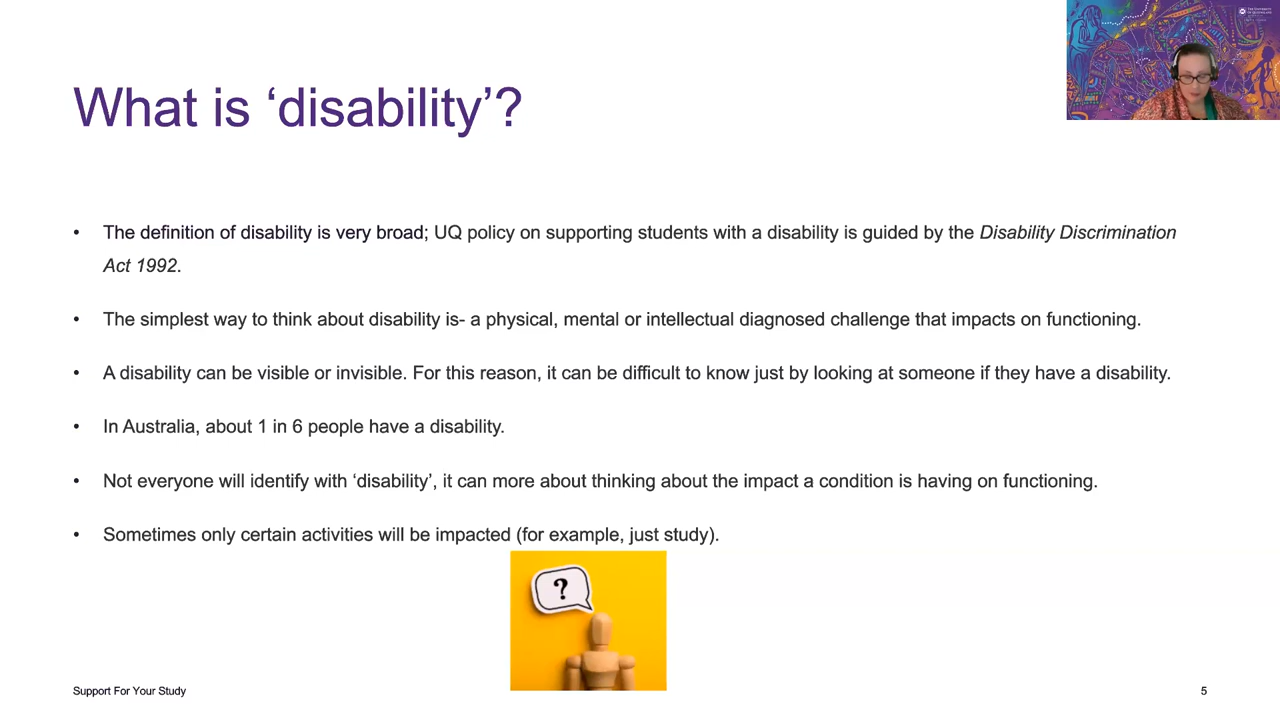 THE UNIVERSITY
OF QUEENSLAND
What is ‘disability’?
• The definition of disability is very broad; UQ policy on supporting students with a disability is guided by the Disability Discrimination
Act 1992.
• The simplest way to think about disability is- a physical, mental or intellectual diagnosed challenge that impacts on functioning.
• A disability can be visible or invisible. For this reason, it can be difficult to know just by looking at someone if they have a disability.
• In Australia, about 1 in 6 people have a disability.
• Not everyone will identify with ‘disability’, it can more about thinking about the impact a condition is having on functioning.
• Sometimes only certain activities will be impacted (for example, just study).
?
Support For Your Study
5